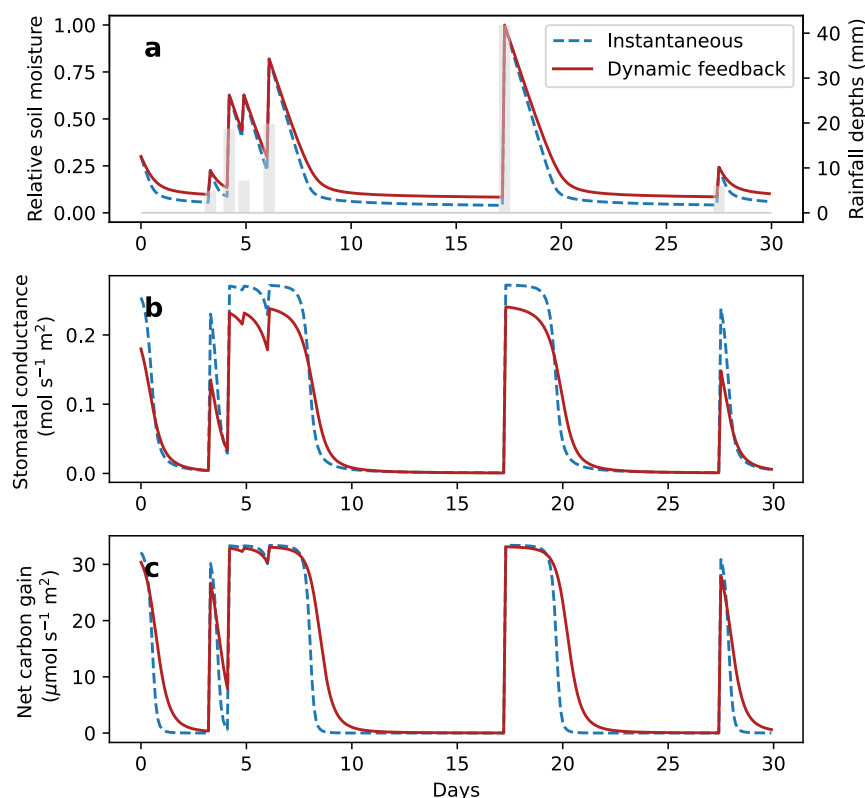 a
Relative soil moisture
1.00
0.75
0.50
0.25
0.00
Instantaneous
Dynamic feedback
40
30
20
10
0
Rainfall depths (mm)
0 5 10 15 20 25 30
b
Stomatal conductance
(mol s⁻¹ m²)
0.2
0.1
0.0
0 5 10 15 20 25 30
c
Net carbon gain
(μmol s⁻¹ m²)
30
20
10
0
0 5 10 15 20 25 30
Days